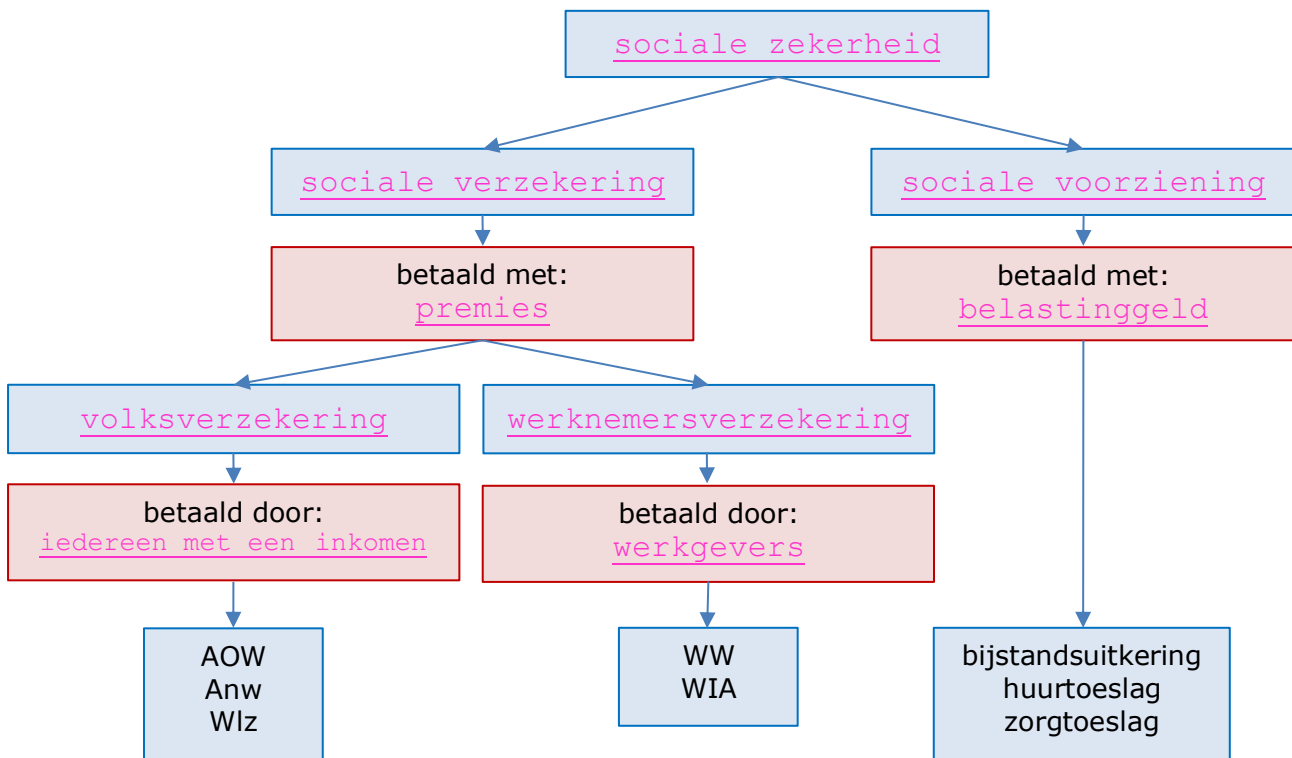 sociale zekerheid
sociale verzekering
sociale voorziening
betaald met:
premies
betaald met:
belastinggeld
volksverzekering
werknemersverzekering
betaald door:
iedereen met een inkomen
betaald door:
werkgevers
AOW
Anw
Wlz
WW
WIA
bijstandsuitkering
huurtoeslag
zorgtoeslag